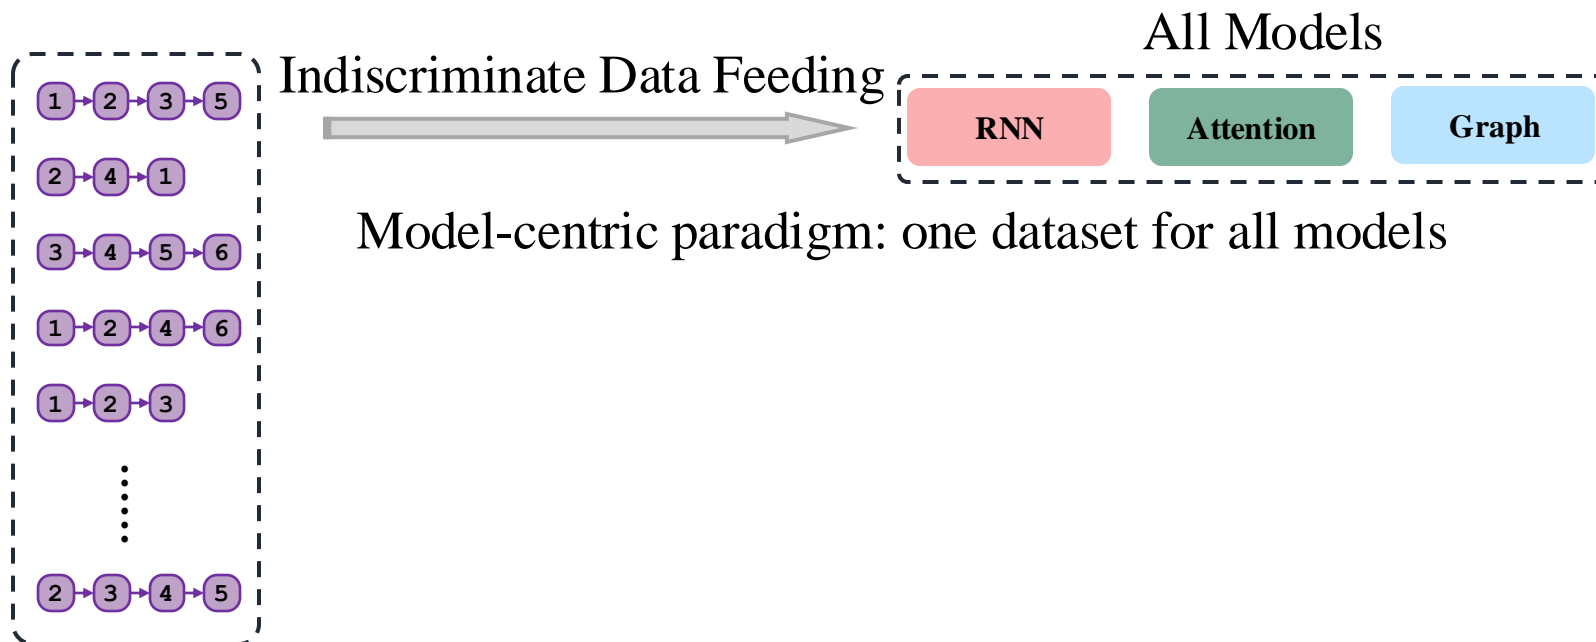 All Models
Indiscriminate Data Feeding
RNN Attention Graph
Model-centric paradigm: one dataset for all models
1 2 3 5
2 4 1
3 4 5 6
1 2 4 6
1 2 3
2 3 4 5